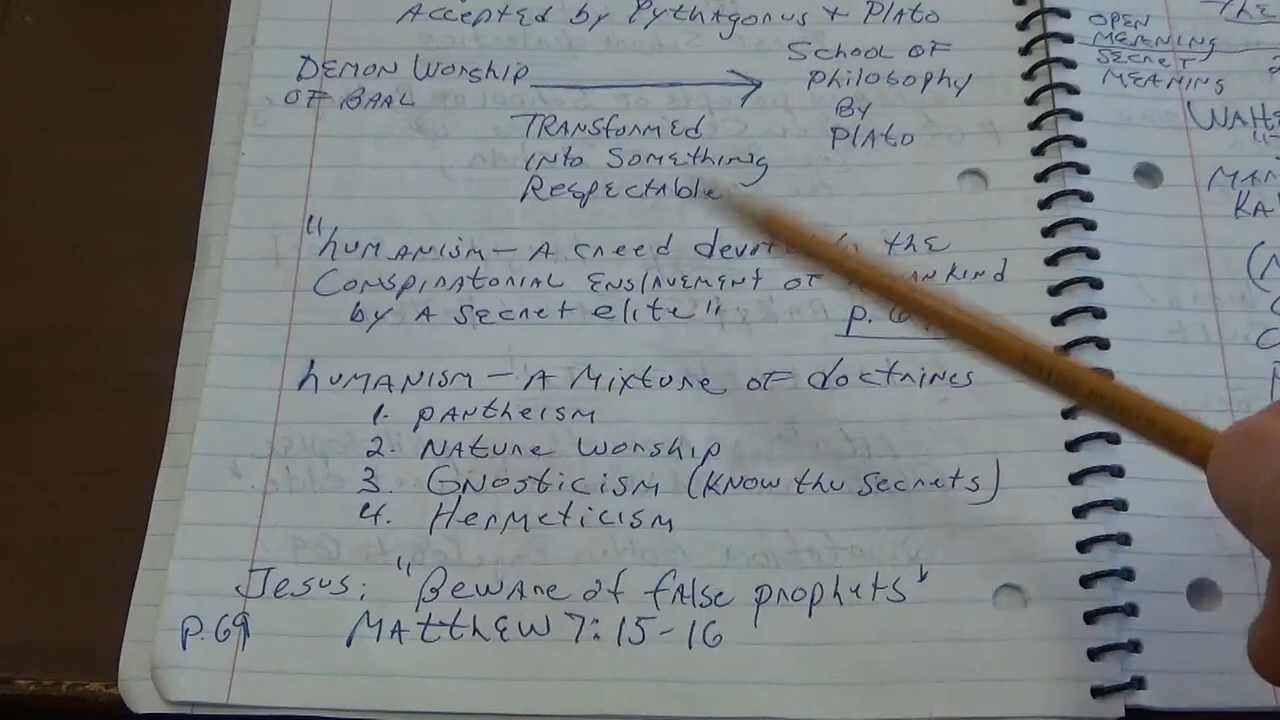 Accepted by Pythagorus + Plato
DEMON Worship
OF BAAL
School OF
Philosophy
By
Plato
TRANSFORMED
INTO Something
Respectable
"humanism - A creed the
Conspiratorial Enslavement OF
by A secret elite" p.
humanism - A Mixture OF doctrines
1. pantheism
2. Nature Worship
3. Gnosticism (Know the Secrets)
4. Hermeticism
Jesus: "Beware of false prophets"
p. 69 Matthew 7:15-16
The
OPEN
MEANING
SECRET
MEANING